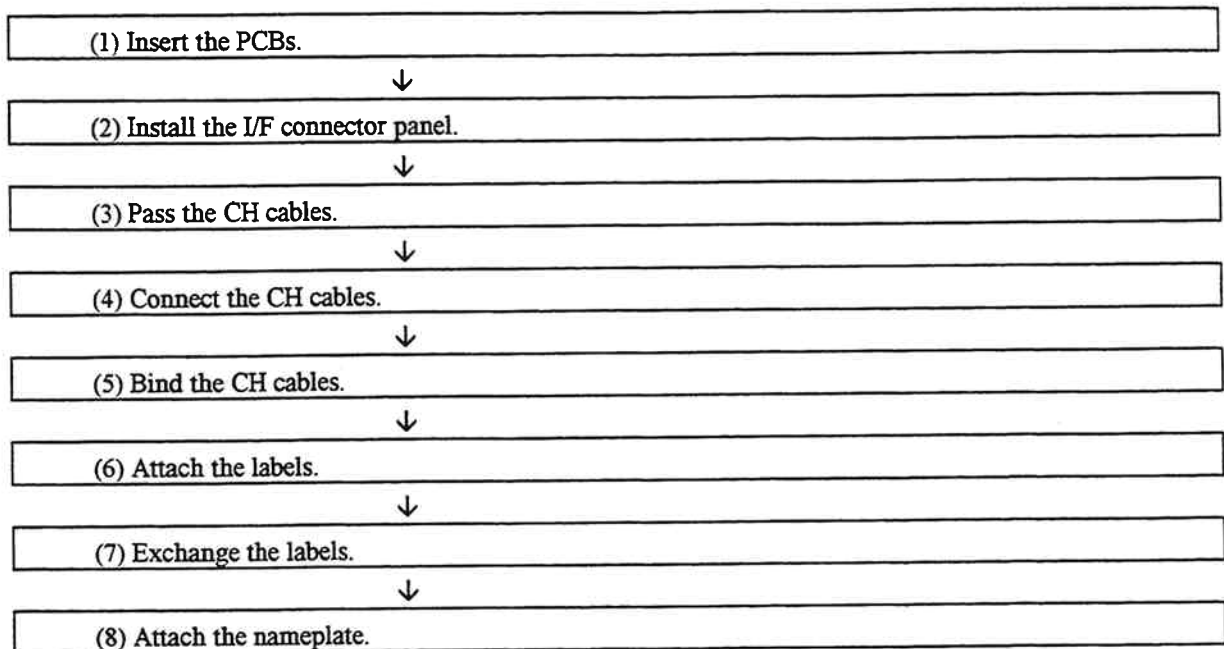 (1) Insert the PCBs.
↓
(2) Install the I/F connector panel.
↓
(3) Pass the CH cables.
↓
(4) Connect the CH cables.
↓
(5) Bind the CH cables.
↓
(6) Attach the labels.
↓
(7) Exchange the labels.
↓
(8) Attach the nameplate.